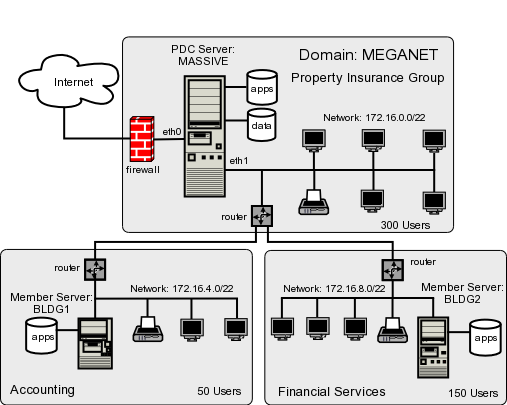 PDC Server:
MASSIVE
Domain: MEGANET
Property Insurance Group
Internet
apps
data
eth0
Network: 172.16.0.0/22
firewall
eth1
router
300 Users
router
Network: 172.16.4.0/22
Member Server:
BLDG1
apps
Accounting
50 Users
router
Network: 172.16.8.0/22
Member Server:
BLDG2
apps
Financial Services
150 Users